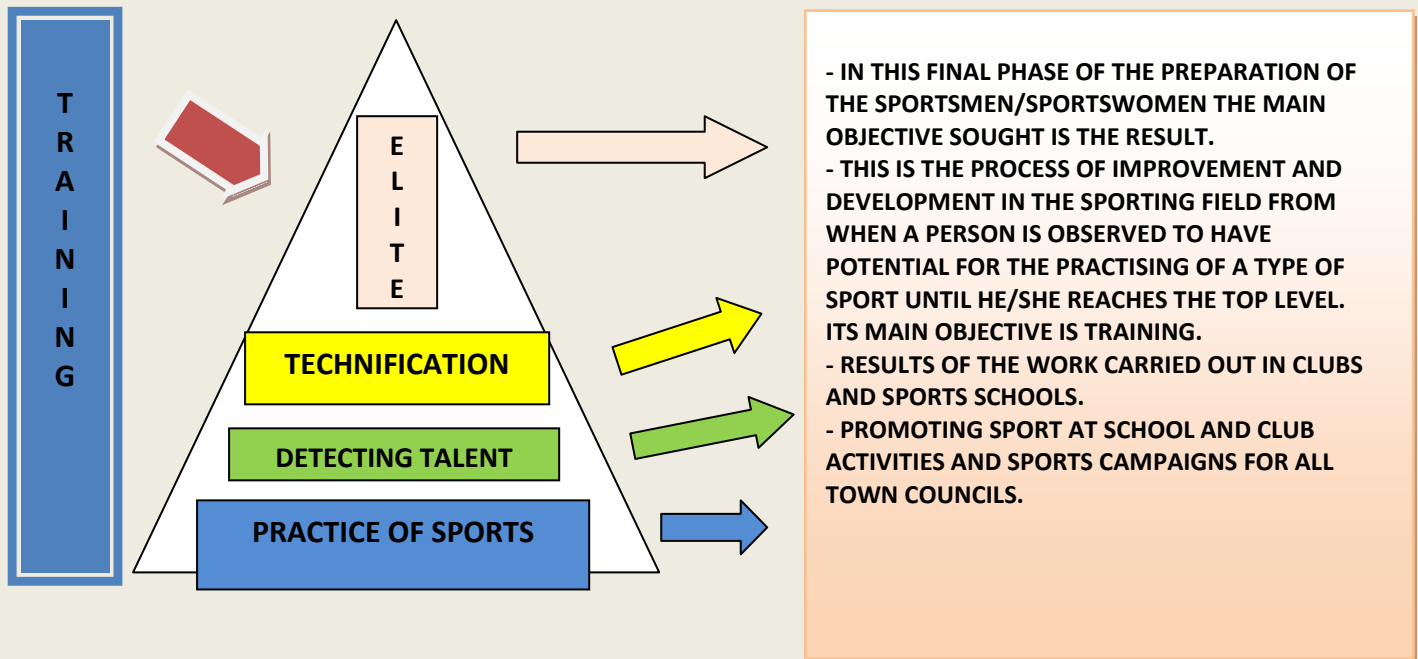 TRAINING
ELITE
TECHNIFICATION
DETECTING TALENT
PRACTICE OF SPORTS
- IN THIS FINAL PHASE OF THE PREPARATION OF
THE SPORTSMEN/SPORTSWOMEN THE MAIN
OBJECTIVE SOUGHT IS THE RESULT.
- THIS IS THE PROCESS OF IMPROVEMENT AND
DEVELOPMENT IN THE SPORTING FIELD FROM
WHEN A PERSON IS OBSERVED TO HAVE
POTENTIAL FOR THE PRACTISING OF A TYPE OF
SPORT UNTIL HE/SHE REACHES THE TOP LEVEL.
ITS MAIN OBJECTIVE IS TRAINING.
- RESULTS OF THE WORK CARRIED OUT IN CLUBS
AND SPORTS SCHOOLS.
- PROMOTING SPORT AT SCHOOL AND CLUB
ACTIVITIES AND SPORTS CAMPAIGNS FOR ALL
TOWN COUNCILS.